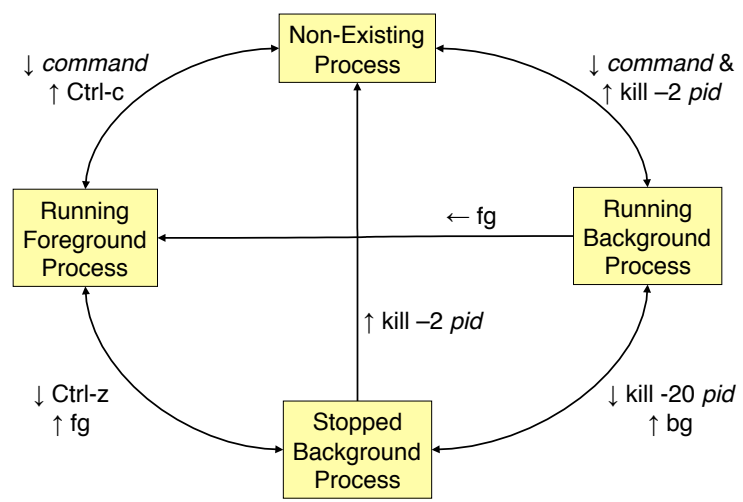 Non-Existing
Process
↓ command
↑ Ctrl-c
↓ command &
↑ kill –2 pid
Running
Foreground
Process
← fg
Running
Background
Process
↑ kill –2 pid
↓ Ctrl-z
↑ fg
Stopped
Background
Process
↓ kill -20 pid
↑ bg